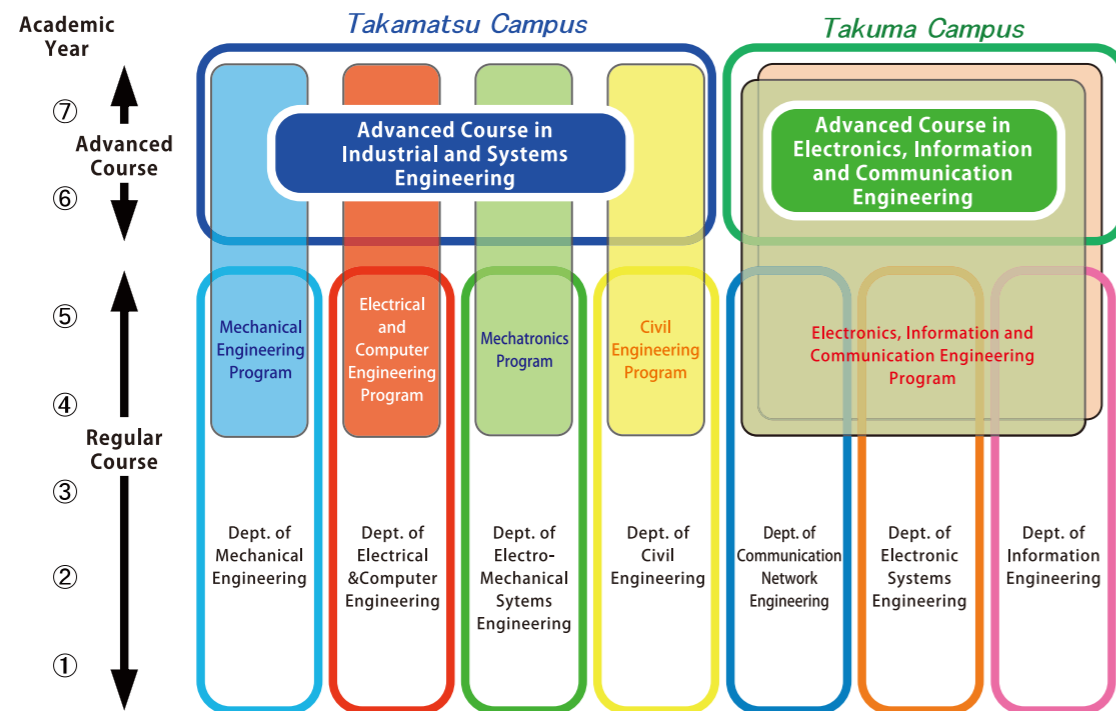 Academic
Year
Takamatsu Campus
Takuma Campus
⑦
Advanced
Course
⑥
Advanced Course in
Industrial and Systems
Engineering
Advanced Course in
Electronics, Information
and Communication
Engineering
⑤
④
Regular
Course
③
②
①
Mechanical
Engineering
Program
Electrical
and
Computer
Engineering
Program
Mechatronics
Program
Civil
Engineering
Program
Electronics, Information and
Communication Engineering
Program
Dept. of
Mechanical
Engineering
Dept. of
Electrical
&Computer
Engineering
Dept. of
Electro-
Mechanical
Sytems
Engineering
Dept. of
Civil
Engineering
Dept. of
Communication
Network
Engineering
Dept. of
Electronic
Systems
Engineering
Dept. of
Information
Engineering